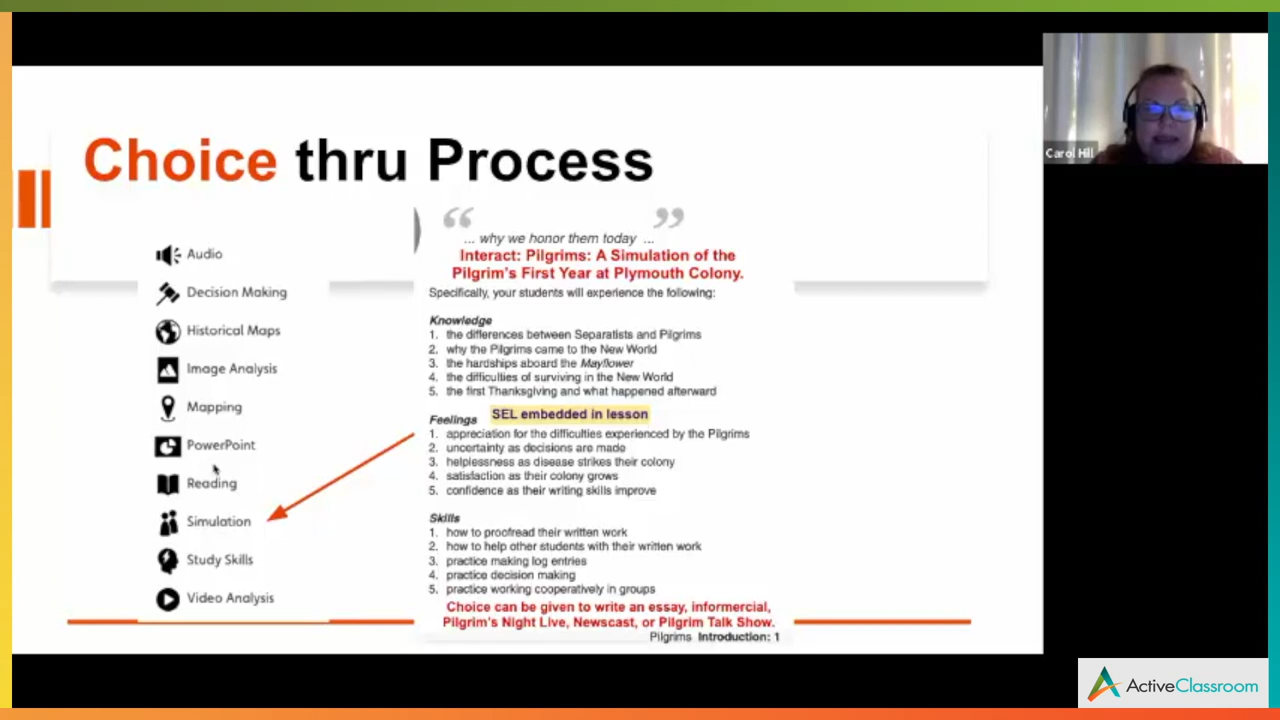 Choice thru Process
Audio
Decision Making
Historical Maps
Image Analysis
Mapping
PowerPoint
Reading
Simulation
Study Skills
Video Analysis
“ ”
... why we honor them today ...
Interact: Pilgrims: A Simulation of the
Pilgrim's First Year at Plymouth Colony.
Specifically, your students will experience the following:
Knowledge
1. the differences between Separatists and Pilgrims
2. why the Pilgrims came to the New World
3. the hardships aboard the Mayflower
4. the difficulties of surviving in the New World
5. the first Thanksgiving and what happened afterward
Feelings SEL embedded in lesson
1. appreciation for the difficulties experienced by the Pilgrims
2. uncertainty as decisions are made
3. helplessness as disease strikes their colony
4. satisfaction as their colony grows
5. confidence as their writing skills improve
Skills
1. how to proofread their written work
2. how to help other students with their written work
3. practice making log entries
4. practice decision making
5. practice working cooperatively in groups
Choice can be given to write an essay, informercial,
Pilgrim's Night Live, Newscast, or Pilgrim Talk Show.
Pilgrims Introduction: 1
Carol Hill
ActiveClassroom